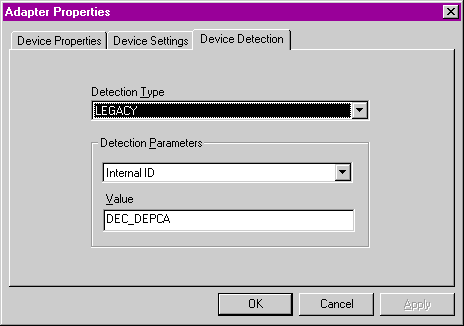 Adapter Properties
Device Properties Device Settings Device Detection
Detection Type
LEGACY
Detection Parameters
Internal ID
Value
DEC_DEPCA
OK Cancel Apply